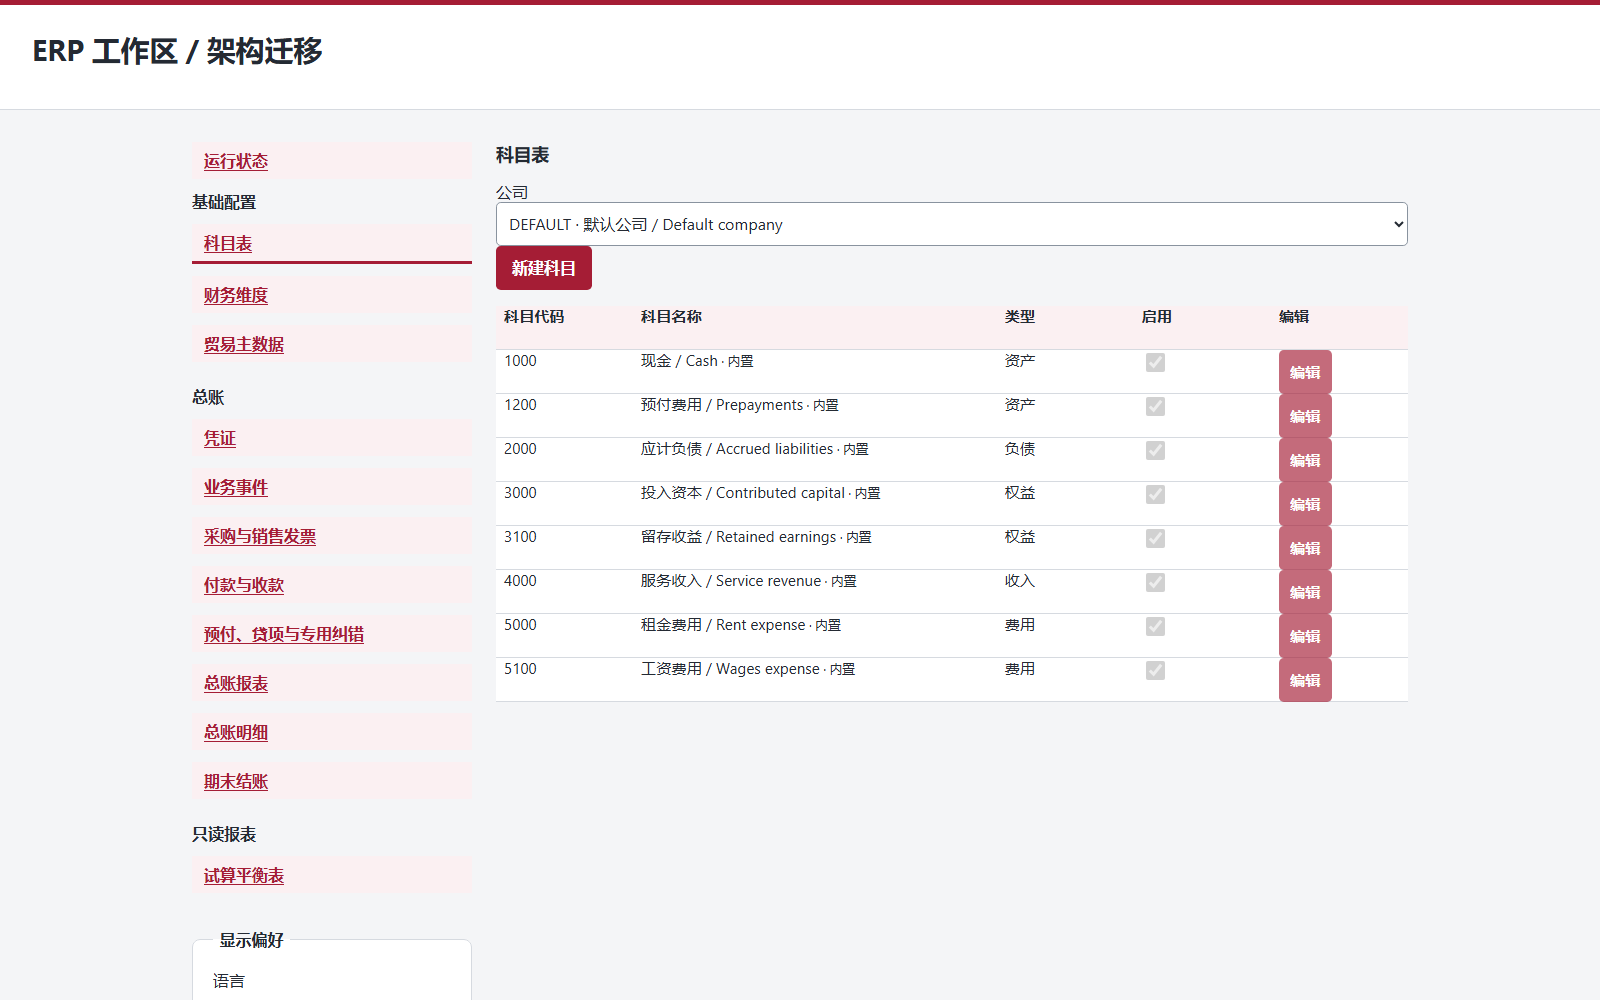 ERP 工作区 / 架构迁移
运行状态
基础配置
科目表
财务维度
贸易主数据
总账
凭证
业务事件
采购与销售发票
付款与收款
预付、贷项与专用纠错
总账报表
总账明细
期末结账
只读报表
试算平衡表
显示偏好
语言
科目表
公司
DEFAULT · 默认公司 / Default company
新建科目
科目代码 科目名称 类型 启用 编辑
1000 现金 / Cash · 内置 资产 编辑
1200 预付费用 / Prepayments · 内置 资产 编辑
2000 应计负债 / Accrued liabilities · 内置 负债 编辑
3000 投入资本 / Contributed capital · 内置 权益 编辑
3100 留存收益 / Retained earnings · 内置 权益 编辑
4000 服务收入 / Service revenue · 内置 收入 编辑
5000 租金费用 / Rent expense · 内置 费用 编辑
5100 工资费用 / Wages expense · 内置 费用 编辑